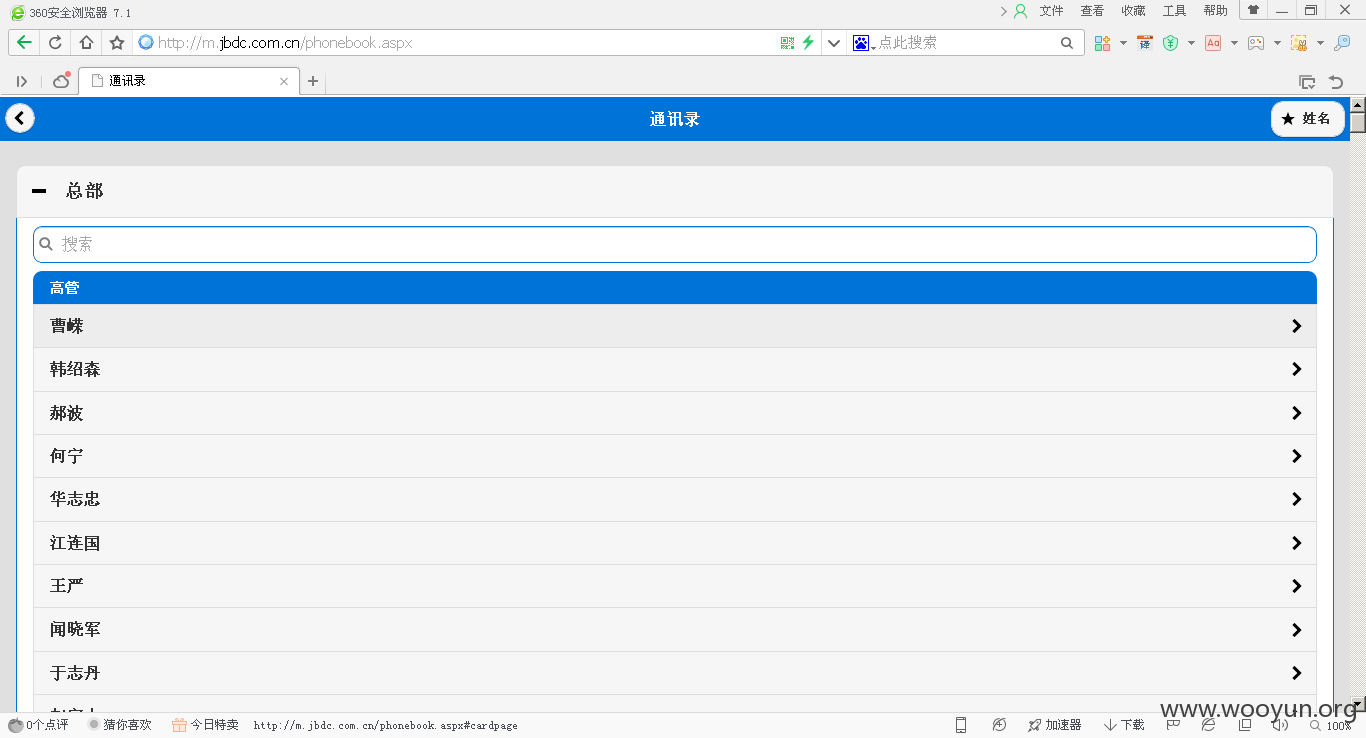 360安全浏览器 7.1
文件 查看 收藏 工具 帮助
http://m.jbdc.com.cn/phonebook.aspx
点此搜索
通讯录
通讯录
姓名
总部
搜索
高管
曹嵘
韩绍森
郝波
何宁
华志忠
江连国
王严
闻晓军
于志丹
www.wooyun.org
0个点评 猜你喜欢 今日特卖 http://m.jbdc.com.cn/phonebook.aspx#cardpage 加速器 下载 100%